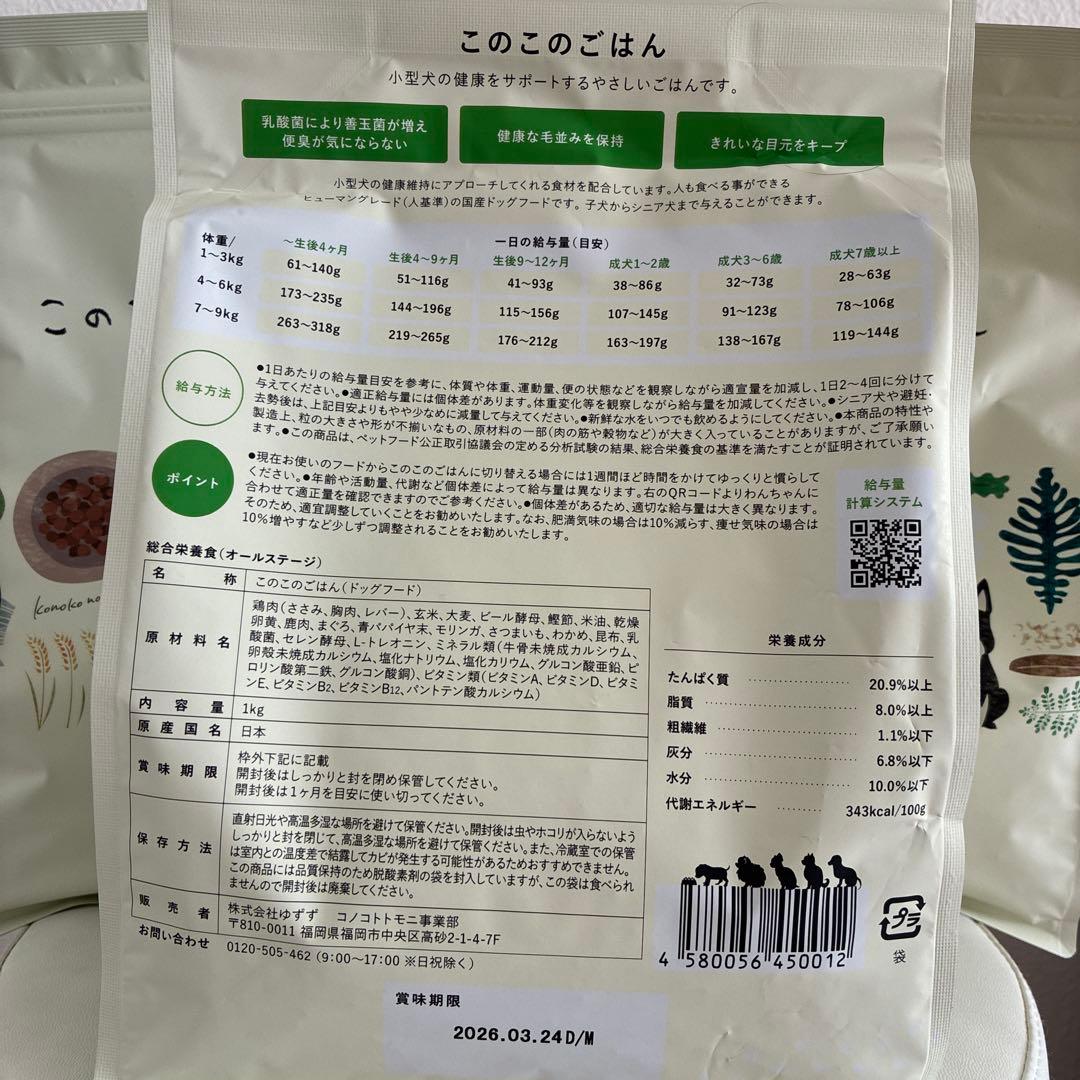 このこのごはん
小型犬の健康をサポートするやさしいごはんです。
乳酸菌により善玉菌が増え
便臭が気にならない
健康な毛並みを保持
きれいな目元をキープ
小型犬の健康維持にアプローチしてくれる食材を配合しています。人も食べる事ができる
ヒューマングレード(人基準)の国産ドッグフードです。子犬からシニア犬まで与えることができます。
体重/
一日の給与量(目安)
～生後4ヶ月 生後4～9ヶ月 生後9～12ヶ月 成犬1～2歳 成犬3～6歳 成犬7歳以上
1～3kg 61～140g 51～116g 41～93g 38～86g 32～73g 28～63g
4～6kg 173～235g 144～196g 115～156g 107～145g 91～123g 78～106g
7～9kg 263～318g 219～265g 176～212g 163～197g 138～167g 119～144g
給与方法
●1日あたりの給与量目安を参考に、体質や体重、運動量、便の状態などを観察しながら適宜量を加減し、1日2～4回に分けて
与えてください。●適正給与量には個体差があります。体重変化等を観察しながら給与量を加減してください。●シニア犬や避妊・
去勢後は、上記目安よりもやや少なめに減量して与えてください。●新鮮な水をいつでも飲めるようにしてください。●本商品の特性や
製造上、粒の大きさや形が不揃いなもの、原材料の一部(肉の筋や穀物など)が大きく入っていることがありますが、ご了承願い
ます。●この商品は、ペットフード公正取引協議会の定める分析試験の結果、総合栄養食の基準を満たすことが証明されています。
ポイント
●現在お使いのフードからこのこのごはんに切り替える場合には1週間ほど時間をかけてゆっくりと慣らして
ください。●年齢や活動量、代謝など個体差によって給与量は異なります。右のQRコードよりわんちゃんに
合わせて適正量を確認できますのでご参考ください。●個体差があるため、適切な給与量は大きく異なります。
そのため、適宜調整していくことをお勧めいたします。なお、肥満気味の場合は10%減らす、痩せ気味の場合は
10%増やすなど少しずつ調整されることをお勧めいたします。
給与量
計算システム
総合栄養食(オールステージ)
名称 このこのごはん(ドッグフード)
原材料名 鶏肉(ささみ、胸肉、レバー)、玄米、大麦、ビール酵母、鰹節、米油、乾燥
卵黄、鹿肉、まぐろ、青パパイヤ末、モリンガ、さつまいも、わかめ、昆布、乳
酸菌、セレン酵母、L-トレオニン、ミネラル類(牛骨未焼成カルシウム、
卵殻未焼成カルシウム、塩化ナトリウム、塩化カリウム、グルコン酸亜鉛、ピ
ロリン酸第二鉄、グルコン酸銅)、ビタミン類(ビタミンA、ビタミンD、ビタミ
ンE、ビタミンB2、ビタミンB12、パントテン酸カルシウム)
内容量 1kg
原産国名 日本
賞味期限 枠外下記に記載
開封後はしっかりと封を閉め保管してください。
開封後は1ヶ月を目安に使い切ってください。
保存方法 直射日光や高温多湿な場所を避けて保管ください。開封後は虫やホコリが入らないよう
しっかりと封を閉じて、高温多湿な場所を避けて保管ください。また、冷蔵室での保管
は室内との温度差で結露してカビが発生する可能性があるためおすすめできません。
この商品には品質保持のため脱酸素剤の袋を封入していますが、この袋は食べられ
ませんので開封後は廃棄してください。
販売者 株式会社ゆずず コノコトトモニ事業部
〒810-0011 福岡県福岡市中央区高砂2-1-4-7F
お問い合わせ 0120-505-462 (9:00～17:00 ※日祝除く)
栄養成分
たんぱく質 20.9%以上
脂質 8.0%以上
粗繊維 1.1%以下
灰分 6.8%以下
水分 10.0%以下
代謝エネルギー 343kcal/100g
4 580056 450012
プラ
袋
賞味期限
2026.03.24D/M
この
konoko no